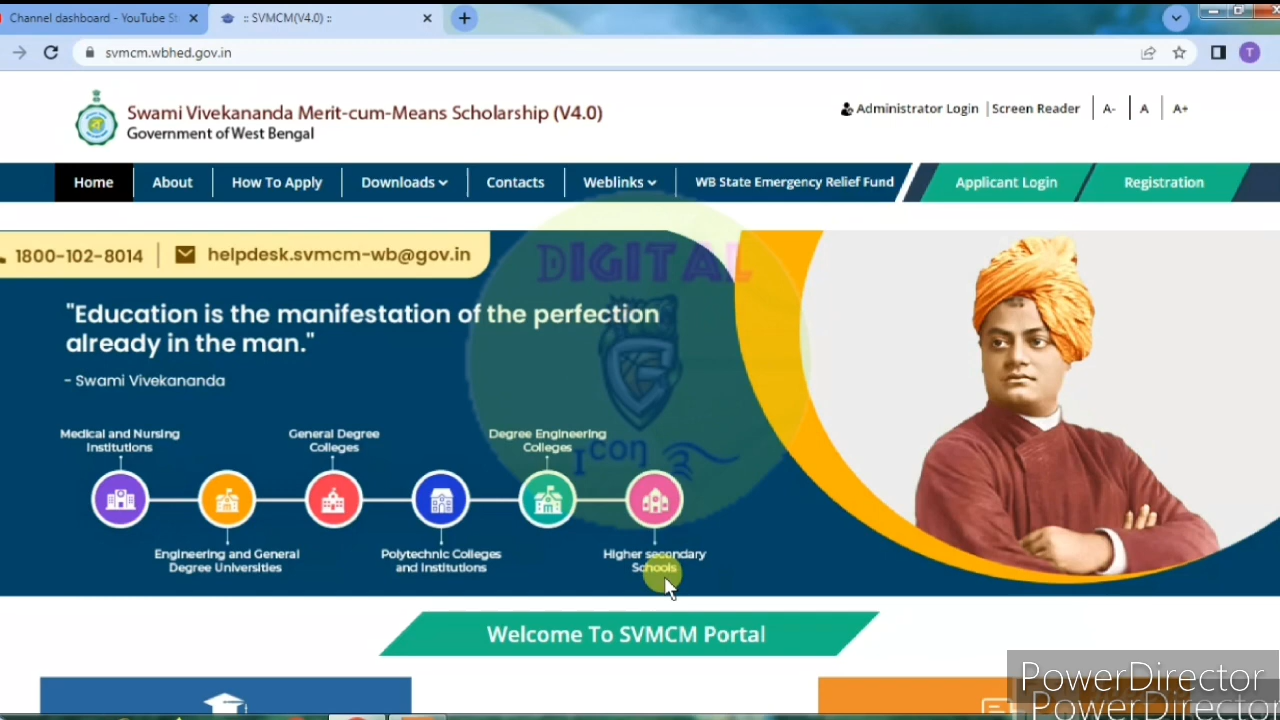 Channel dashboard - YouTube St
:: SVMCM(V4.0) ::
svmcm.wbhed.gov.in
T
Swami Vivekananda Merit-cum-Means Scholarship (V4.0)
Government of West Bengal
Administrator Login | Screen Reader A- A A+
Home About How To Apply Downloads Contacts Weblinks WB State Emergency Relief Fund Applicant Login Registration
1800-102-8014 helpdesk.svmcm-wb@gov.in
DIGITAL
"Education is the manifestation of the perfection
already in the man."
- Swami Vivekananda
Icon
Medical and Nursing
Institutions
General Degree
Colleges
Degree Engineering
Colleges
Engineering and General
Degree Universities
Polytechnic Colleges
and Institutions
Higher secondary
Schools
Welcome To SVMCM Portal
PowerDirector
PowerDirector